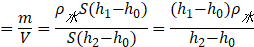 = m/V = ρ水S(h₁-h₀)/S(h₂-h₀) = (h₁-h₀)ρ水/h₂-h₀